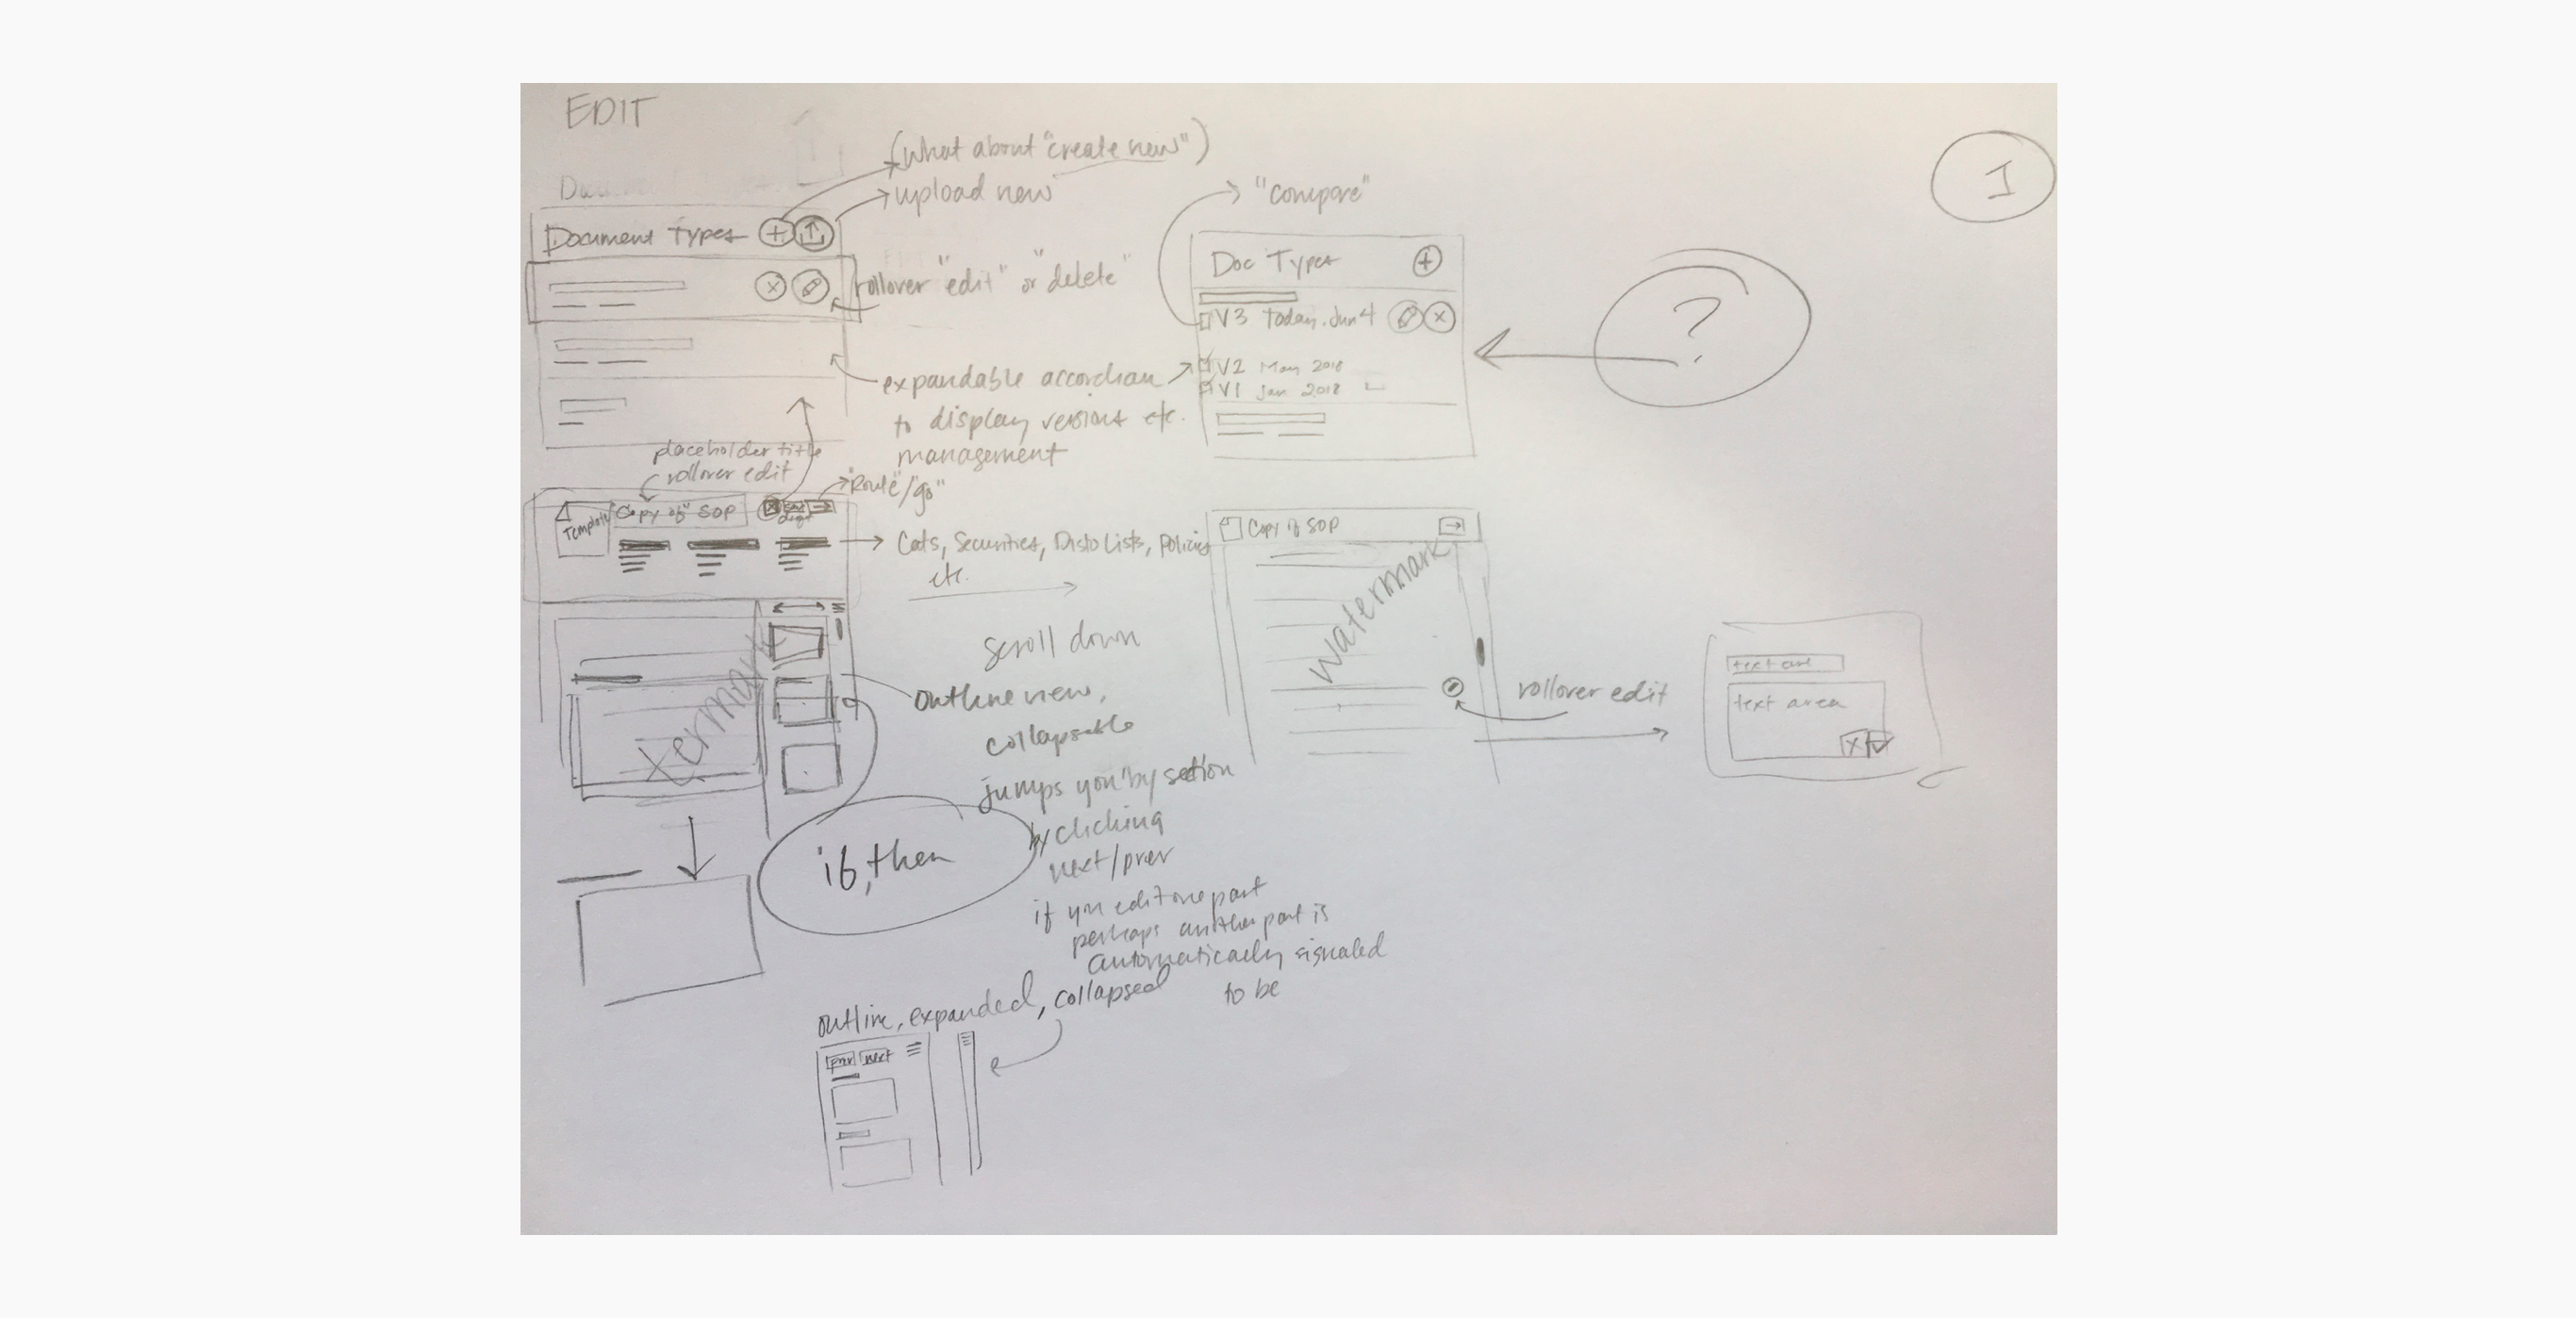 EDIT
1
(What about "create new")
upload new
"compare"
Document Types
rollover "edit" or "delete"
Doc Types
V3 Today. Jun 4
V2 May 2018
V1 Jan 2018
?
expandable accordian
to display versions etc.
management
placeholder title
rollover edit
"Route"/"go"
Template
"Copy of" SOP
Cats, Securities, Disto Lists, Policies
etc.
Copy of SOP
watermark
termark
scroll down
outline view,
collapsable
jumps you by section
by clicking
next/prev
rollover edit
text area
text area
if, then
if you edit one part
perhaps another part is
automatically signaled
to be
outline, expanded, collapsed
prev next